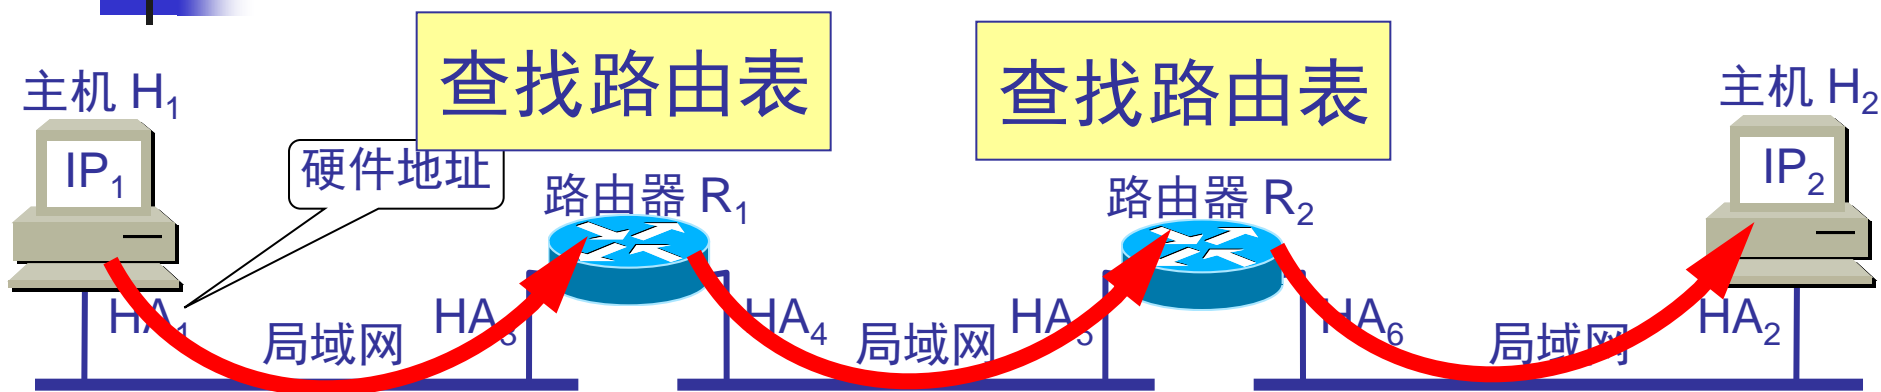 查找路由表
查找路由表
主机 H1
主机 H2
IP1
硬件地址
路由器 R1
路由器 R2
IP2
HA1
局域网
HA3
HA4
局域网
HA5
HA6
局域网
HA2